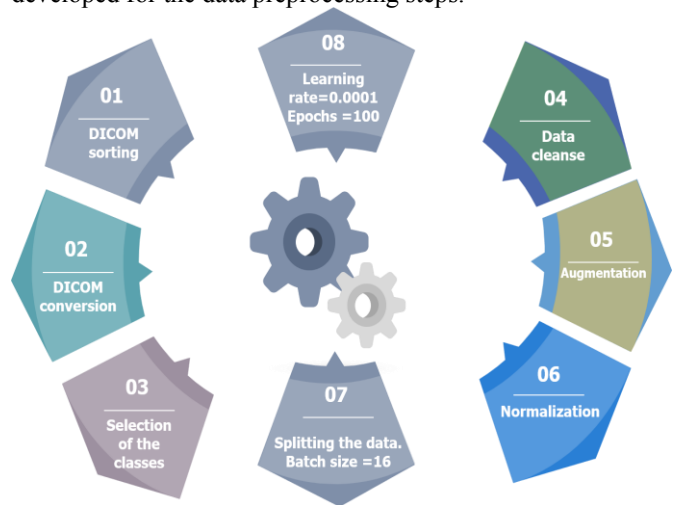 developed for the data preprocessing steps.
01
DICOM
sorting
02
DICOM
conversion
03
Selection
of the
classes
04
Data
cleanse
05
Augmentation
06
Normalization
07
Splitting the data.
Batch size =16
08
Learning
rate=0.0001
Epochs =100